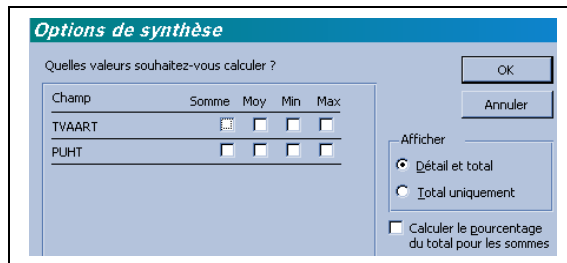 Options de synthèse
Quelles valeurs souhaitez-vous calculer ?
OK
Annuler
Champ Somme Moy Min Max
TVAART
PUHT
Afficher
Détail et total
Total uniquement
Calculer le pourcentage
du total pour les sommes